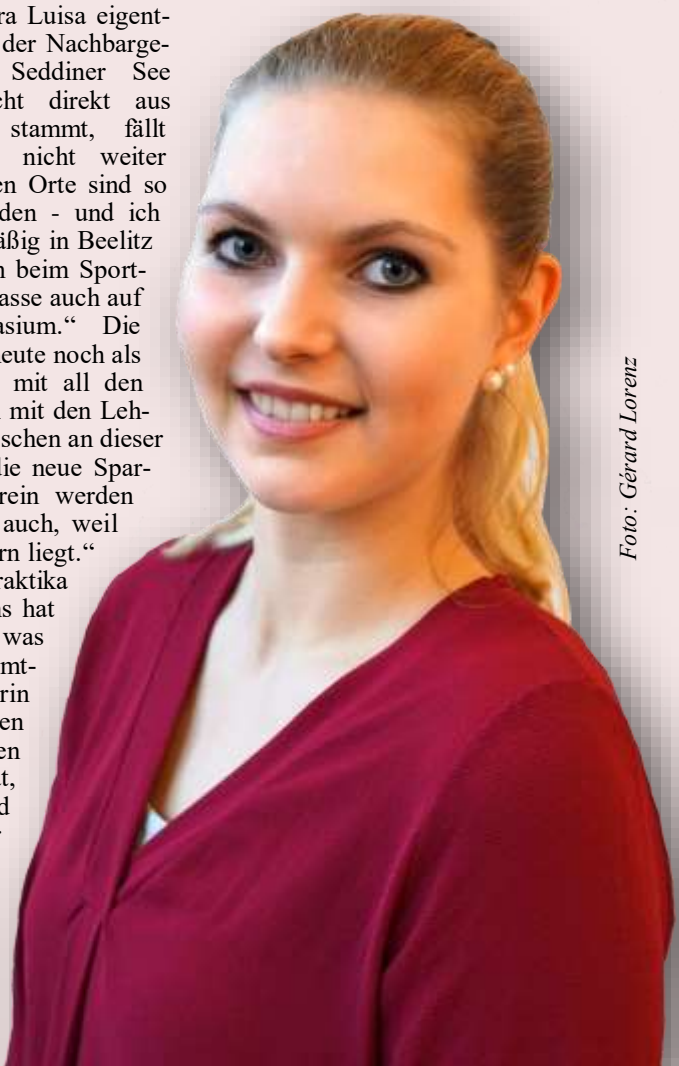 ra Luisa eigent-
der Nachbarge-
Seddiner See
cht direkt aus
stammt, fällt
nicht weiter
en Orte sind so
den - und ich
äßig in Beelitz
n beim Sport-
asse auch auf
asium.“ Die
heute noch als
mit all den
mit den Leh-
schen an dieser
die neue Spar-
rein werden
auch, weil
rn liegt.“
raktika
ns hat
was
mt-
rin
en
en
t,
d
Foto: Gérard Lorenz